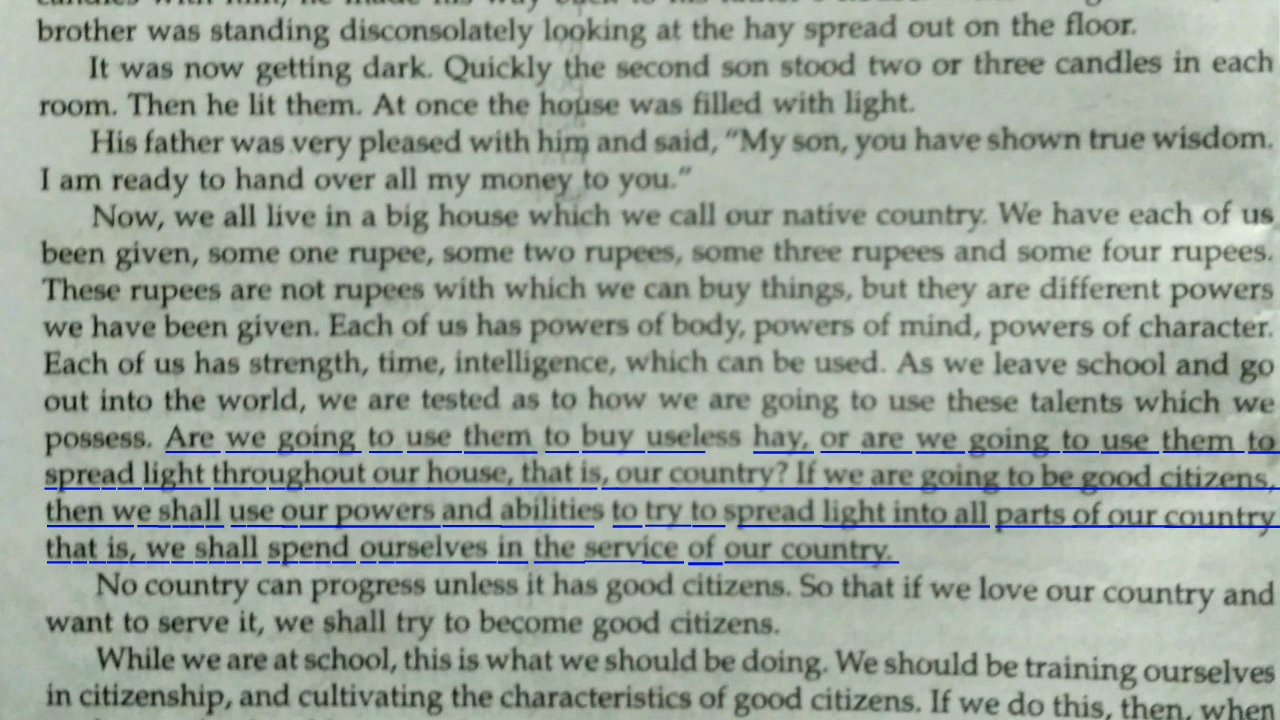 brother was standing disconsolately looking at the hay spread out on the floor.
It was now getting dark. Quickly the second son stood two or three candles in each
room. Then he lit them. At once the house was filled with light.
His father was very pleased with him and said, “My son, you have shown true wisdom.
I am ready to hand over all my money to you.”
Now, we all live in a big house which we call our native country. We have each of us
been given, some one rupee, some two rupees, some three rupees and some four rupees.
These rupees are not rupees with which we can buy things, but they are different powers
we have been given. Each of us has powers of body, powers of mind, powers of character.
Each of us has strength, time, intelligence, which can be used. As we leave school and go
out into the world, we are tested as to how we are going to use these talents which we
possess. Are we going to use them to buy useless hay, or are we going to use them to
spread light throughout our house, that is, our country? If we are going to be good citizens,
then we shall use our powers and abilities to try to spread light into all parts of our country
that is, we shall spend ourselves in the service of our country.
No country can progress unless it has good citizens. So that if we love our country and
want to serve it, we shall try to become good citizens.
While we are at school, this is what we should be doing. We should be training ourselves
in citizenship, and cultivating the characteristics of good citizens. If we do this, then, when